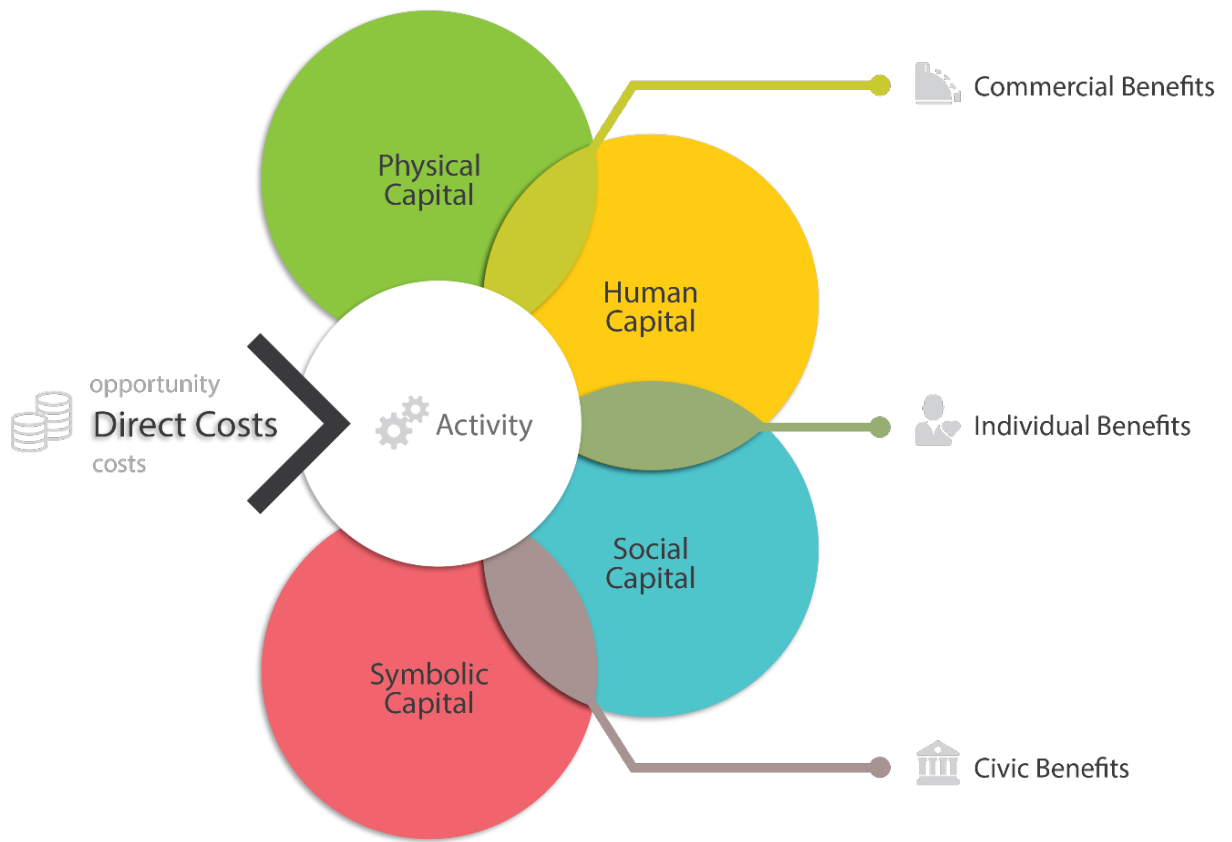 Commercial Benefits
Physical
Capital
Human
Capital
opportunity
Direct Costs
costs
Activity
Individual Benefits
Social
Capital
Symbolic
Capital
Civic Benefits